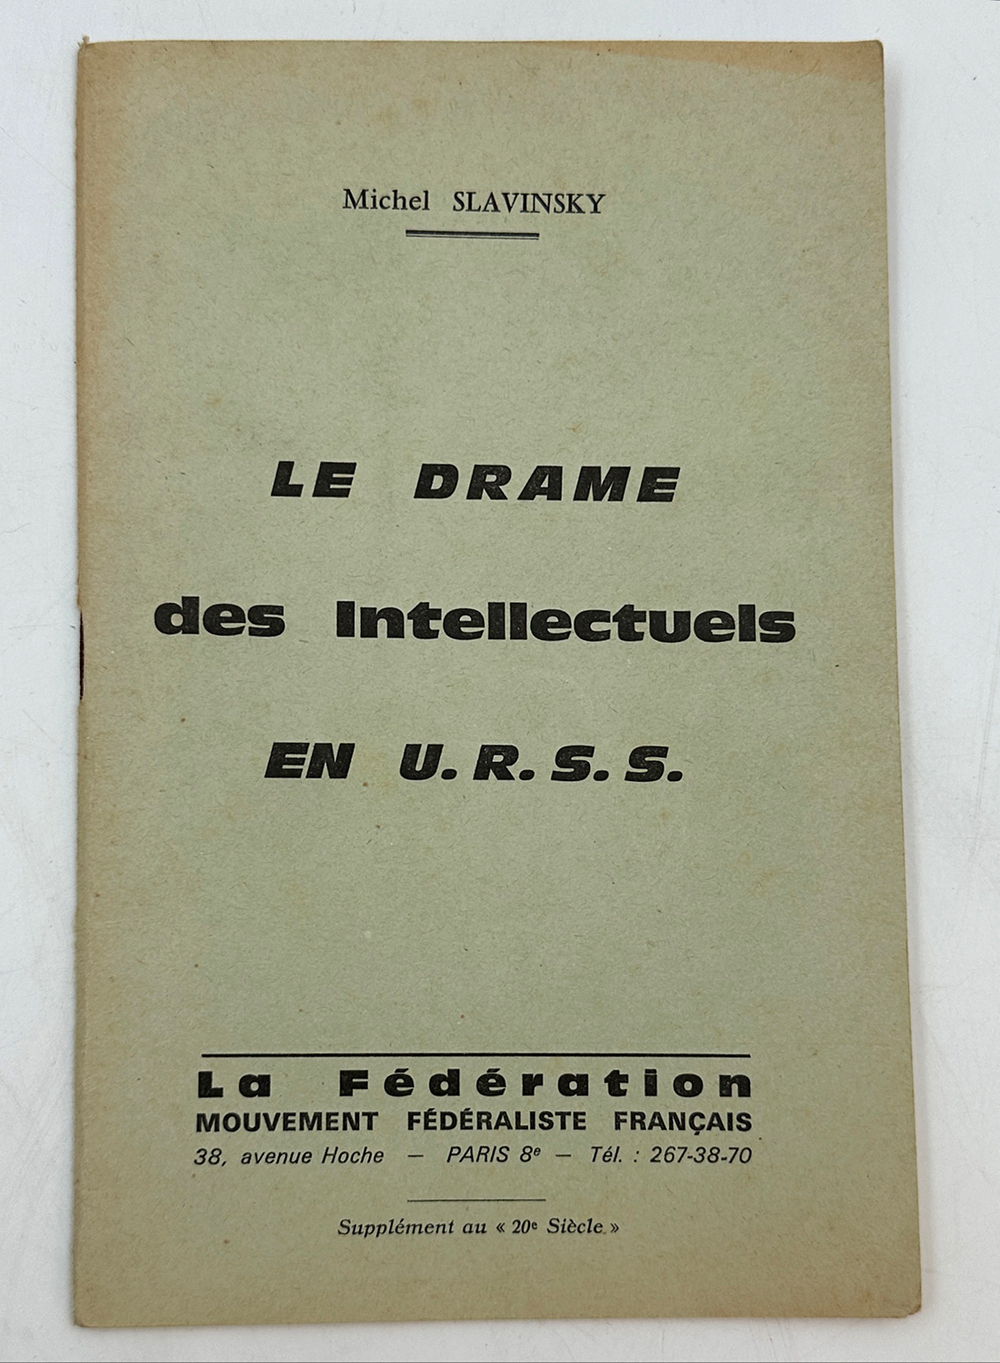 Michel SLAVINSKY
LE DRAME
des Intellectuels
EN U.R.S.S.
La Fédération
MOUVEMENT FÉDÉRALISTE FRANÇAIS
38, avenue Hoche — PARIS 8e — Tél. : 267-38-70
Supplément au « 20e Siècle. »